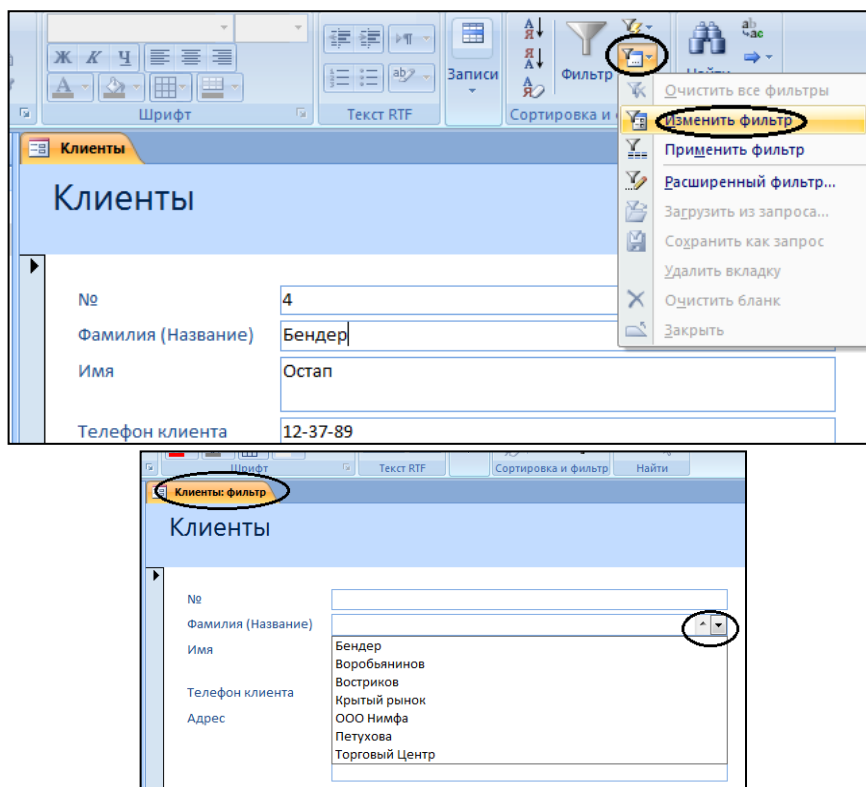 Ж К Ч
А
ab
Записи
Фильтр
Шрифт
Текст RTF
Сортировка и
Очистить все фильтры
Изменить фильтр
Применить фильтр
Расширенный фильтр...
Загрузить из запроса...
Сохранить как запрос
Удалить вкладку
Очистить бланк
Закрыть
Клиенты
Клиенты
№
4
Фамилия (Название)
Бендер
Имя
Остап
Телефон клиента
12-37-89
Шрифт
Текст RTF
Сортировка и фильтр
Найти
Клиенты: фильтр
Клиенты
№
Фамилия (Название)
Имя
Телефон клиента
Адрес
Бендер
Воробьянинов
Востриков
Крытый рынок
ООО Нимфа
Петухова
Торговый Центр